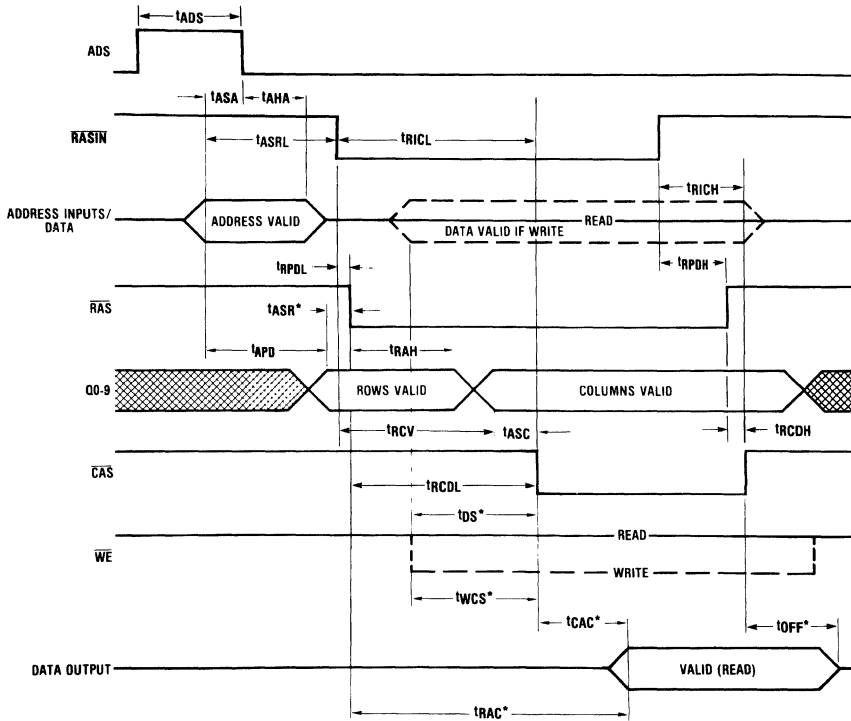 tADS
ADS
tASA
tAHA
RASIN
tASRL
tRICL
tRICH
ADDRESS INPUTS/
DATA
ADDRESS VALID
READ
DATA VALID IF WRITE
tRPDL
tRPDH
tASR*
RAS
tAPD
tRAH
Q0-9
ROWS VALID
COLUMNS VALID
tRCV
tASC
tRCDH
CAS
tRCDL
tDS*
READ
WE
WRITE
tWCS*
tCAC*
tOFF*
DATA OUTPUT
VALID (READ)
tRAC*